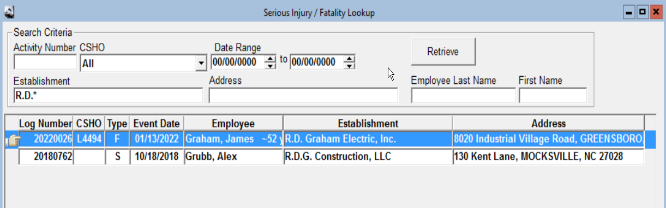 Serious Injury / Fatality Lookup
Search Criteria
Activity Number CSHO Date Range
All 00/00/0000 to 00/00/0000 Retrieve
Establishment Address Employee Last Name First Name
R.D.*
Log Number CSHO Type Event Date Employee Establishment Address
20220026 L4494 F 01/13/2022 Graham, James ~52 y R.D. Graham Electric, Inc. 8020 Industrial Village Road, GREENSBORO,
20180762 S 10/18/2018 Grubb, Alex R.D.G. Construction, LLC 130 Kent Lane, MOCKSVILLE, NC 27028